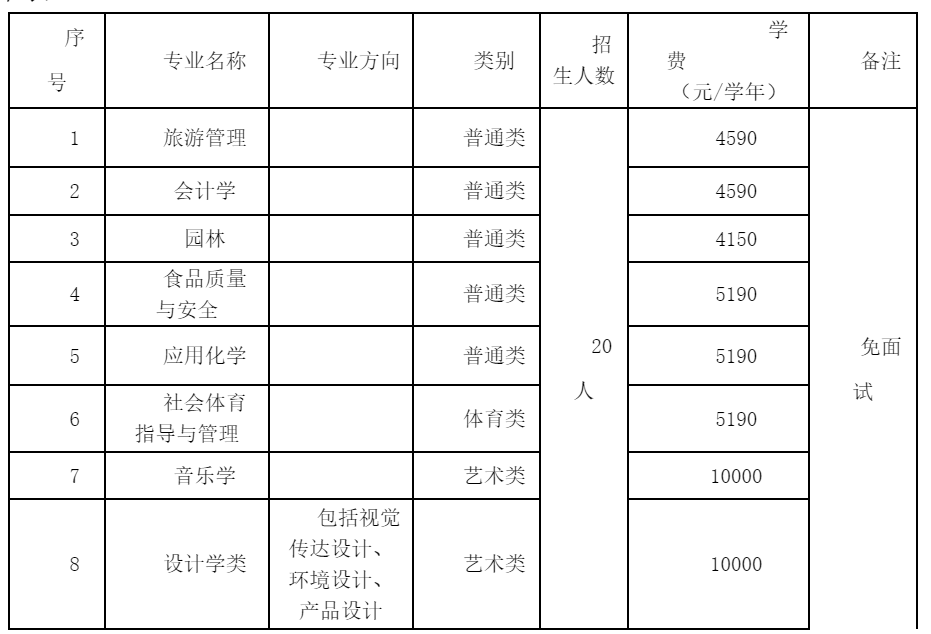 序号 专业名称 专业方向 类别 招生人数 学费（元/学年） 备注
1 旅游管理 普通类 4590
2 会计学 普通类 4590
3 园林 普通类 4150
4 食品质量与安全 普通类 5190
5 应用化学 普通类 20人 5190 免面试
6 社会体育指导与管理 体育类 5190
7 音乐学 艺术类 10000
8 设计学类 包括视觉传达设计、环境设计、产品设计 艺术类 10000